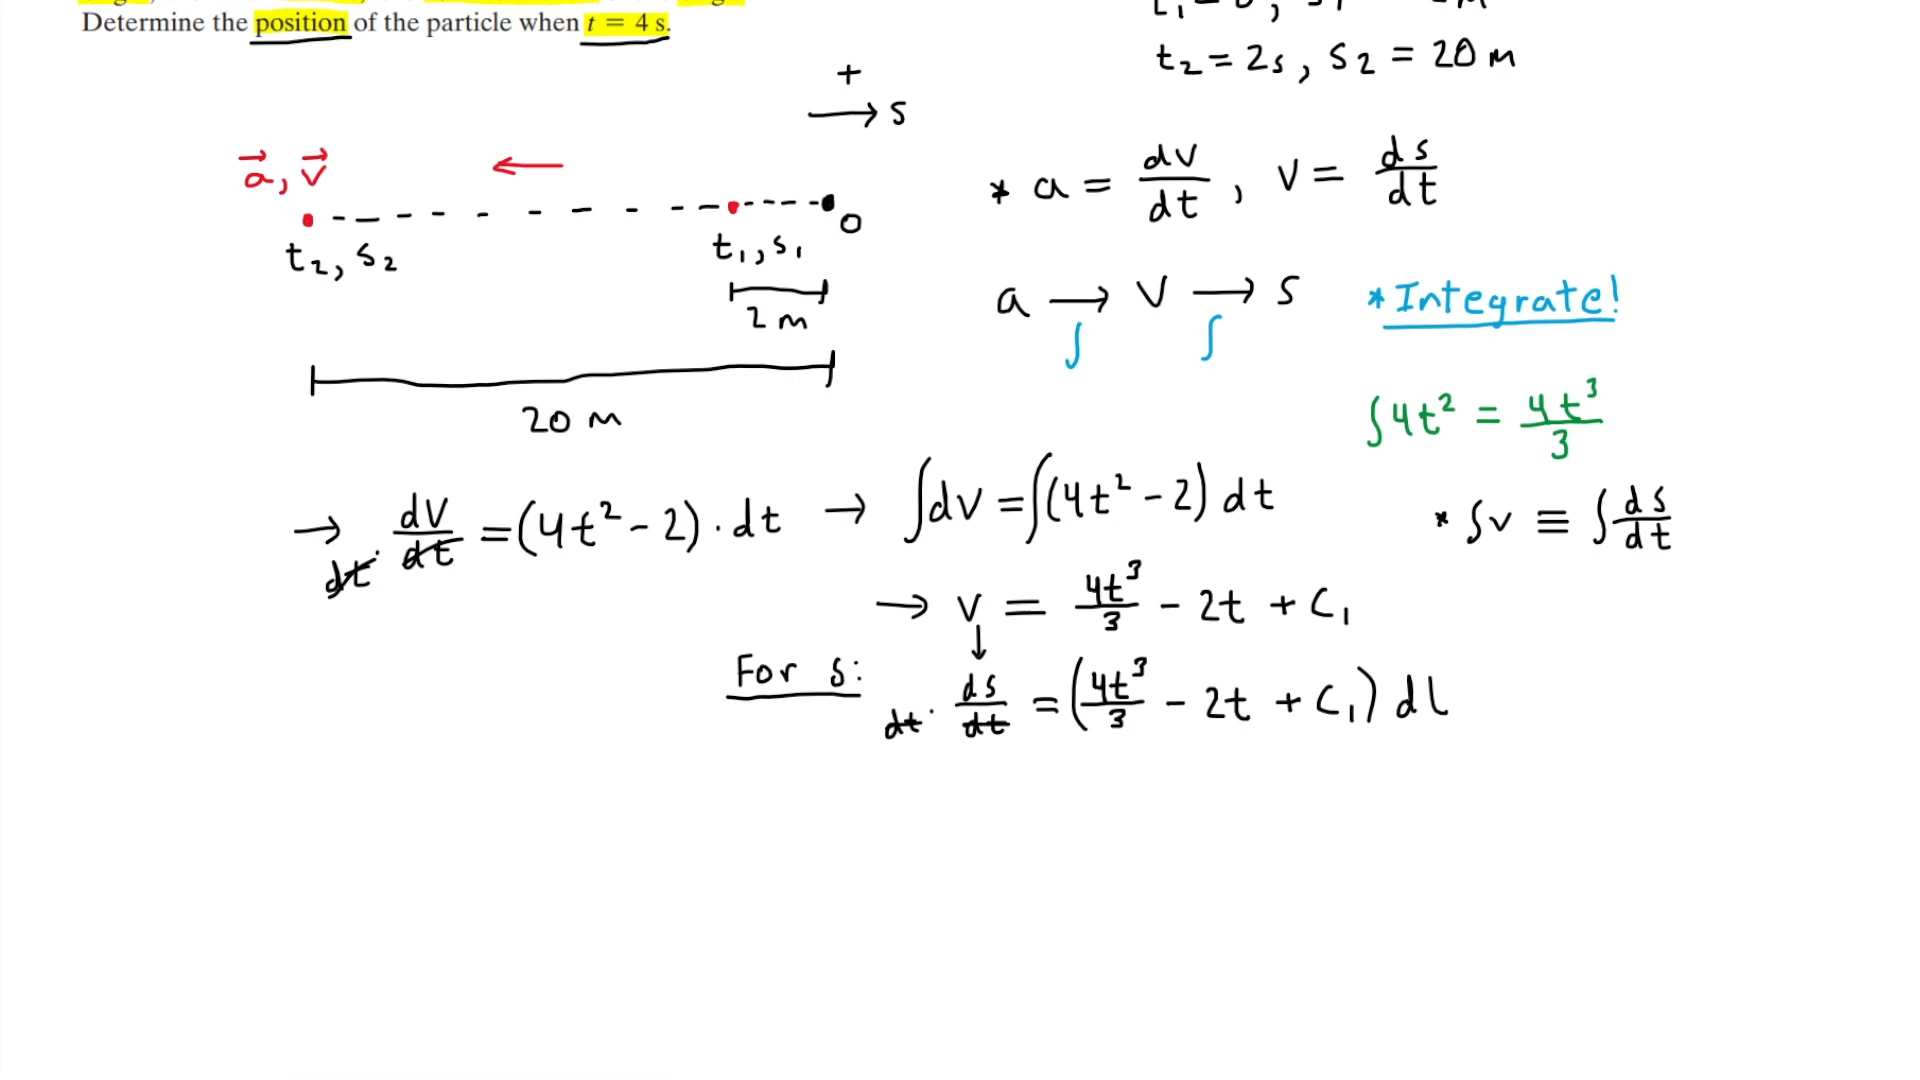 Determine the position of the particle when t = 4 s.
t₂ = 2s, s₂ = 20 m
+
→ s
a⃗, v⃗ ←
* a = dv/dt, v = ds/dt
O
t₂, s₂
t₁, s₁
2 m
a → v → s
∫ ∫
*Integrate!
20 m
∫4t² = 4t³/3
→ dt · dv/dt = (4t² - 2) · dt → ∫dv = ∫(4t² - 2) dt
* ∫v ≡ ∫ds/dt
→ v = 4t³/3 - 2t + C₁
↓
For s:
dt · ds/dt = (4t³/3 - 2t + C₁) dl